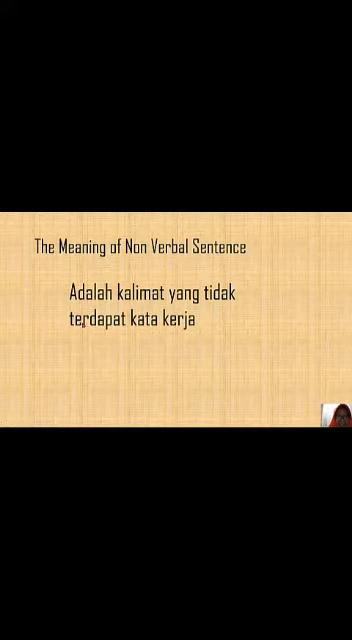 The Meaning of Non Verbal Sentence
Adalah kalimat yang tidak
terdapat kata kerja